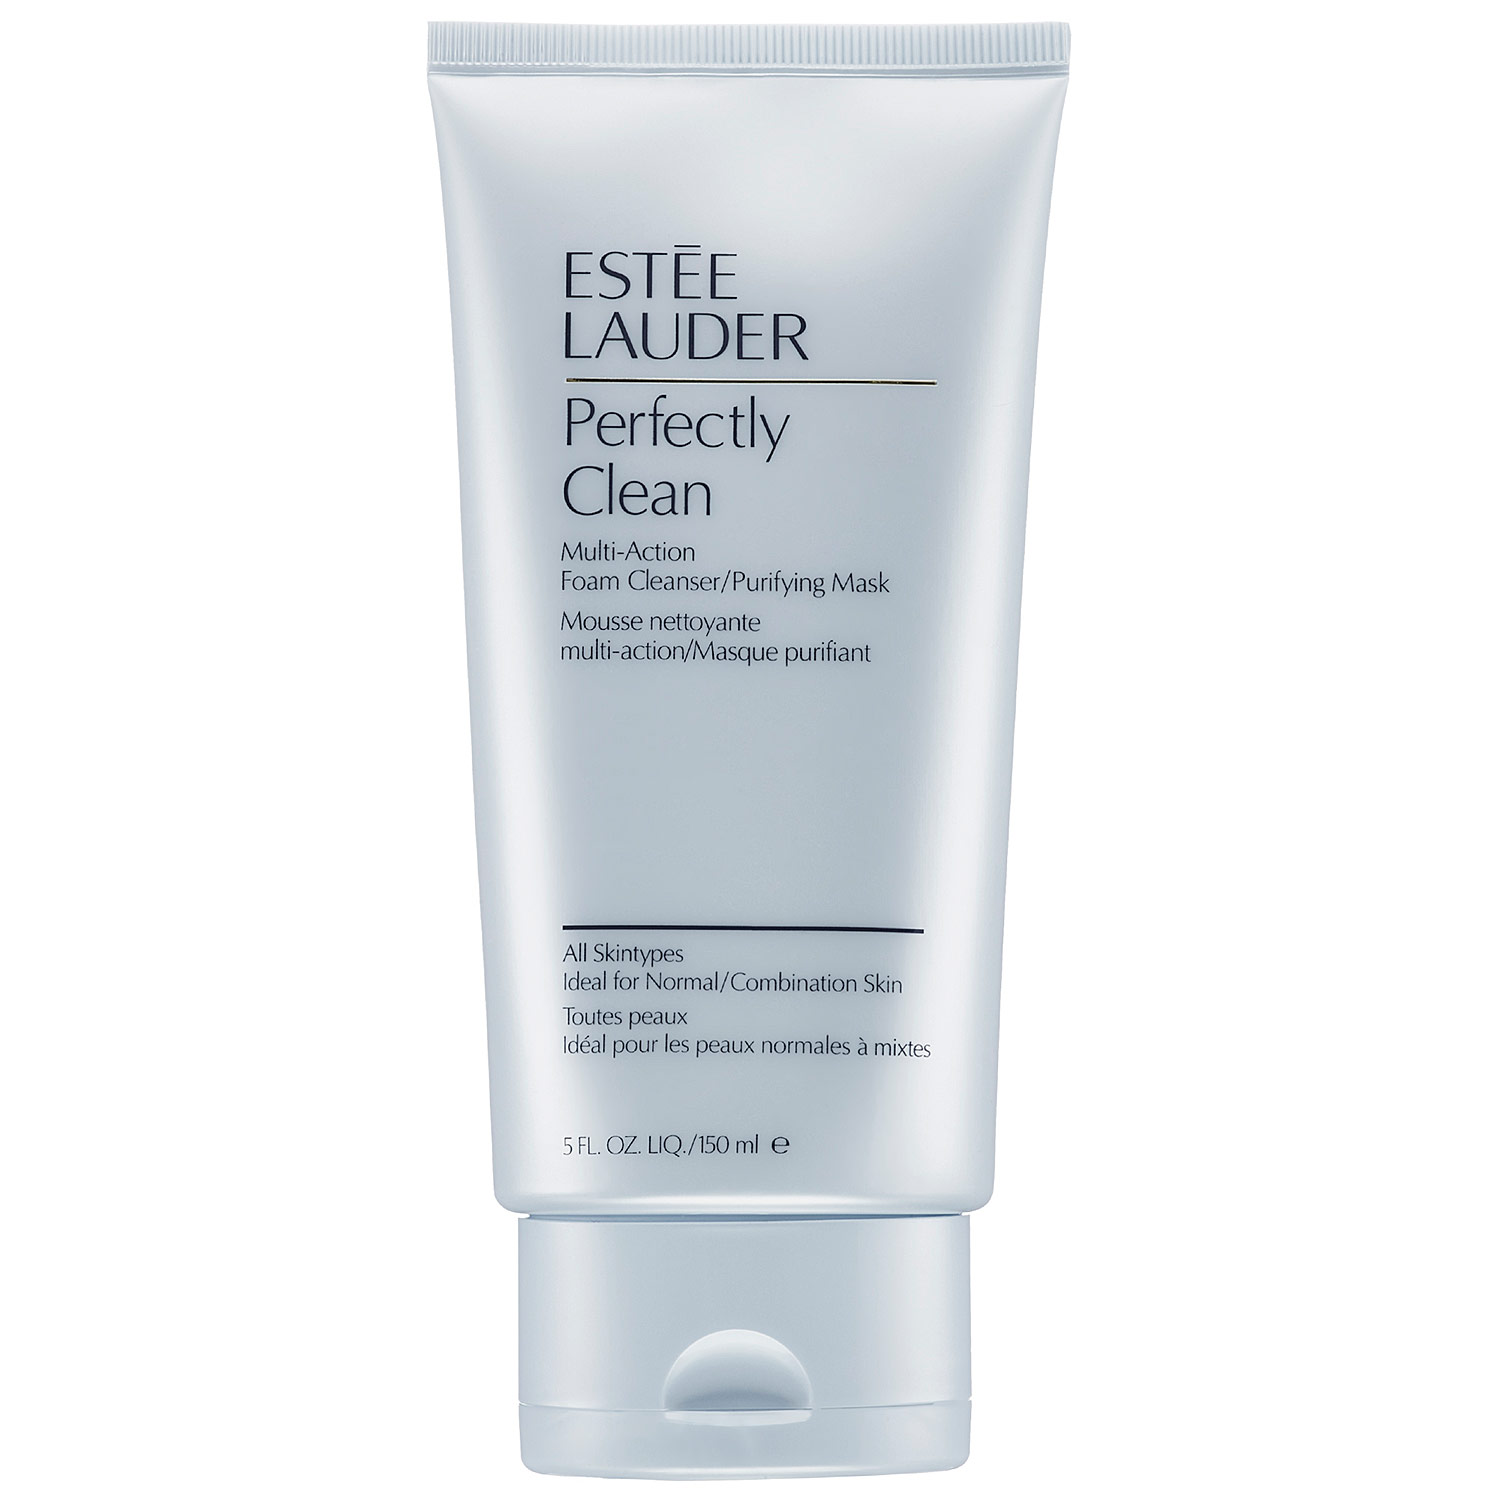 ESTĒE
LAUDER
Perfectly
Clean
Multi-Action
Foam Cleanser/Purifying Mask
Mousse nettoyante
multi-action/Masque purifiant
All Skintypes
Ideal for Normal/Combination Skin
Toutes peaux
Idéal pour les peaux normales à mixtes
5 FL. OZ. LIQ./150 ml ℮